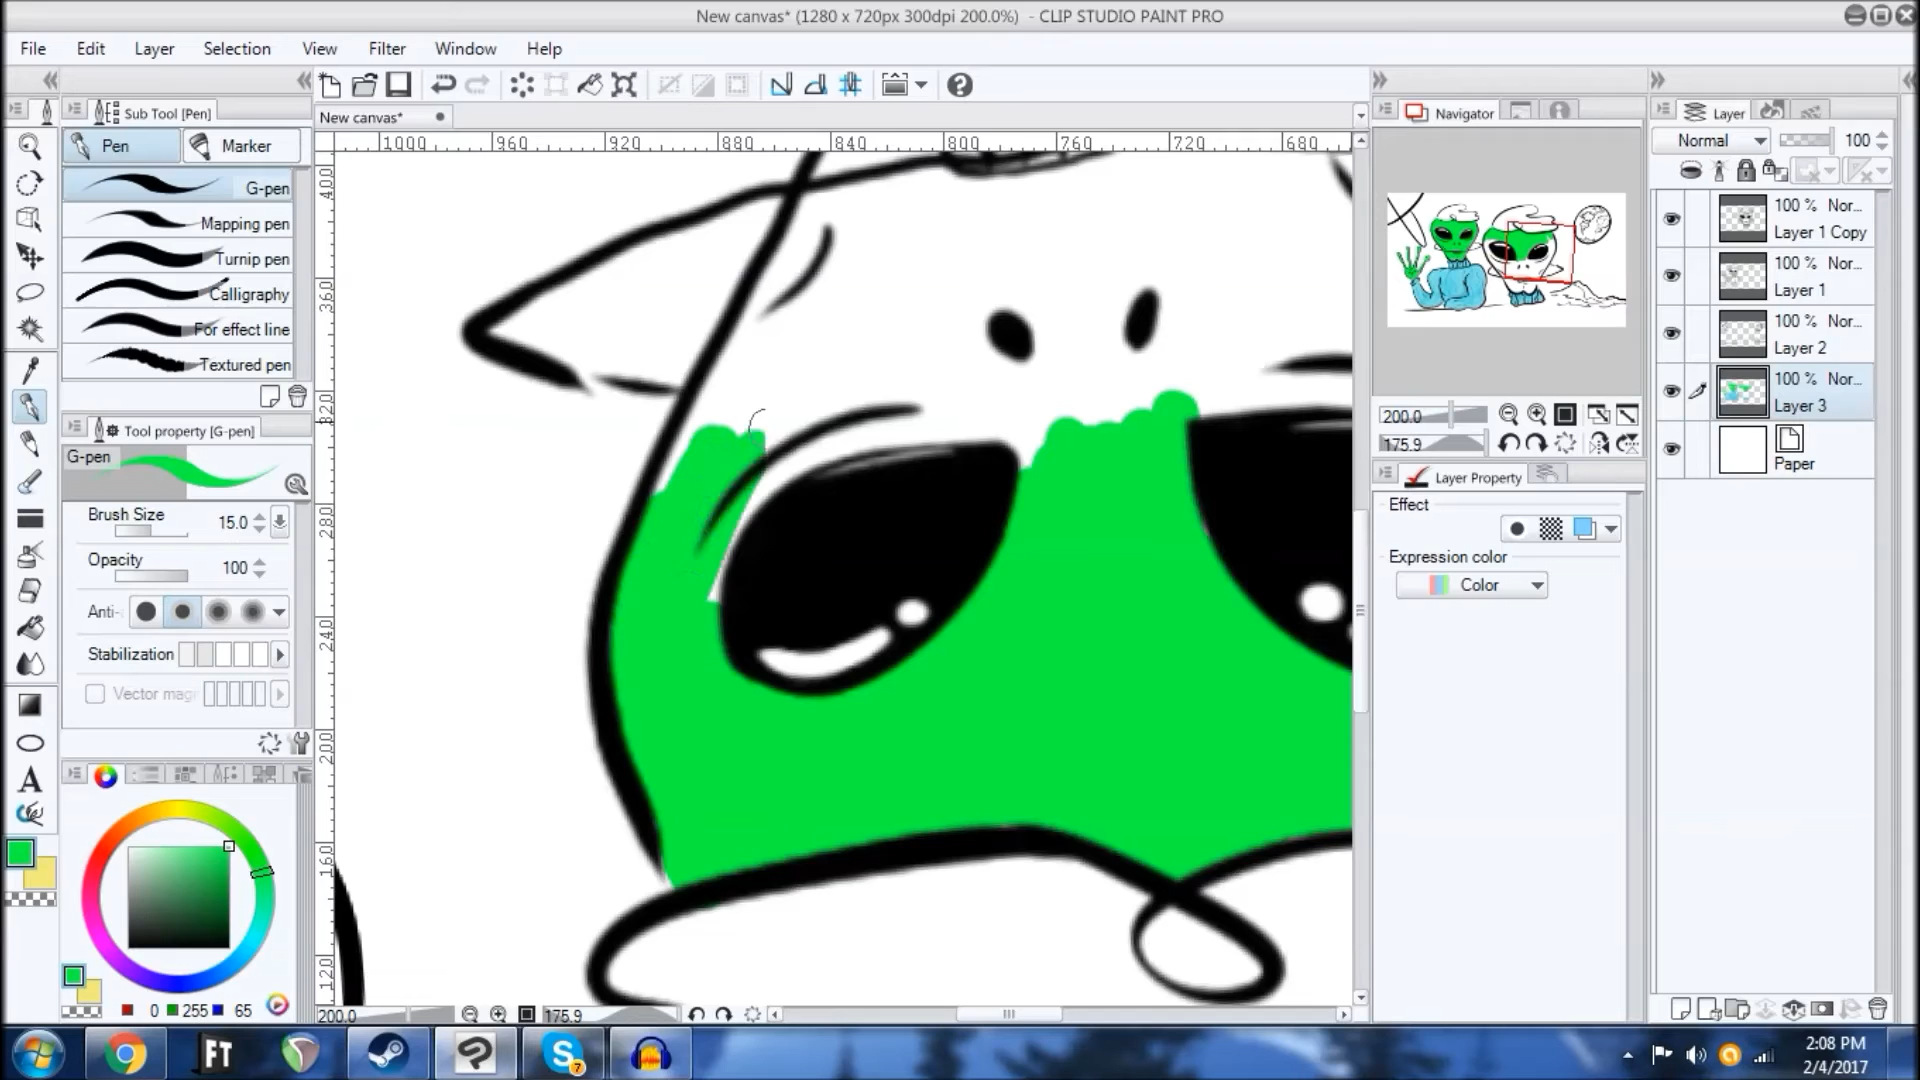 New canvas* (1280 x 720px 300dpi 200.0%) - CLIP STUDIO PAINT PRO
File Edit Layer Selection View Filter Window Help
Sub Tool [Pen]
Pen Marker
G-pen
Mapping pen
Turnip pen
Calligraphy
For effect line
Textured pen
Tool property [G-pen]
G-pen
Brush Size 15.0
Opacity 100
Anti-
Stabilization
Vector magn
0 255 65
New canvas*
1000 960 920 880 840 800 760 720 680
400
360
320
280
240
200
160
120
200.0 175.9
Navigator
200.0
175.9
Layer Property
Effect
Expression color
Color
Layer
Normal 100
100 % Nor...
Layer 1 Copy
100 % Nor...
Layer 1
100 % Nor...
Layer 2
100 % Nor...
Layer 3
Paper
A
FT
7
2:08 PM
2/4/2017